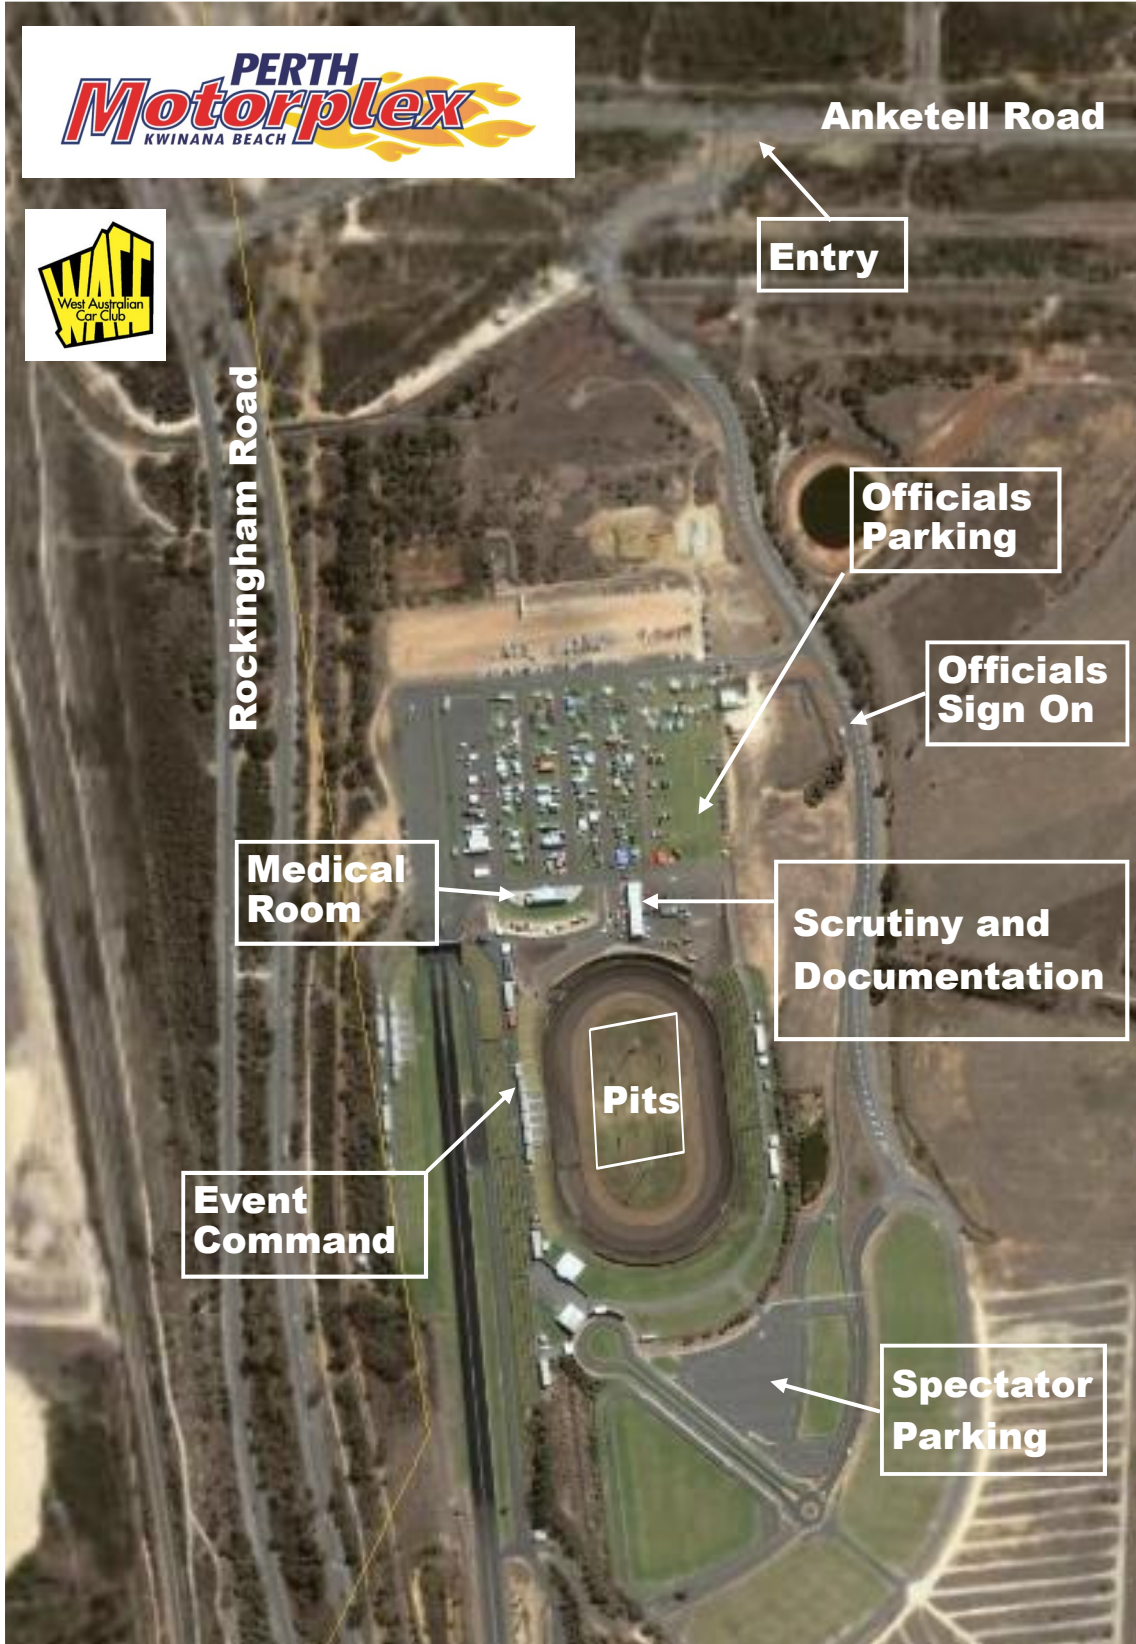 PERTH
Motorplex
KWINANA BEACH
Anketell Road
Entry
WACC
West Australian
Car Club
Rockingham Road
Officials
Parking
Officials
Sign On
Medical
Room
Scrutiny and
Documentation
Pits
Event
Command
Spectator
Parking